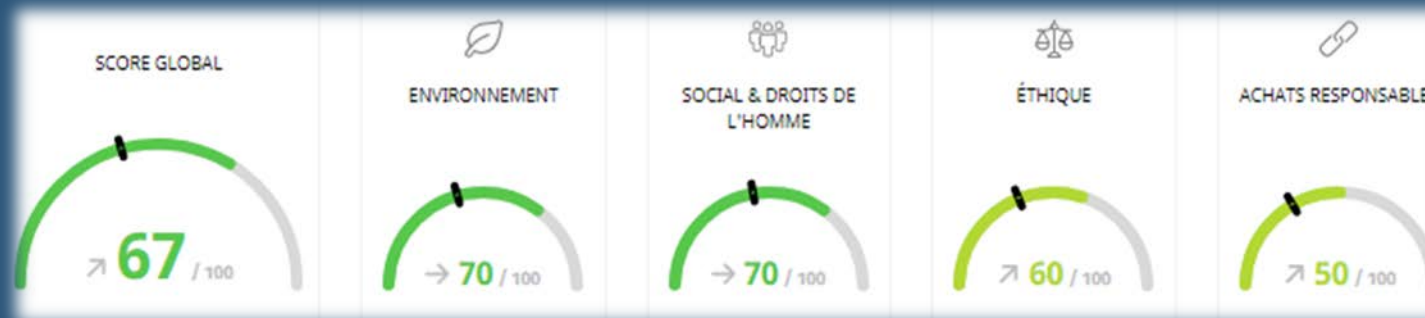 SCORE GLOBAL
↗ 67 / 100
ENVIRONNEMENT
→ 70 / 100
SOCIAL & DROITS DE
L'HOMME
→ 70 / 100
ÉTHIQUE
↗ 60 / 100
ACHATS RESPONSABLE
↗ 50 / 100